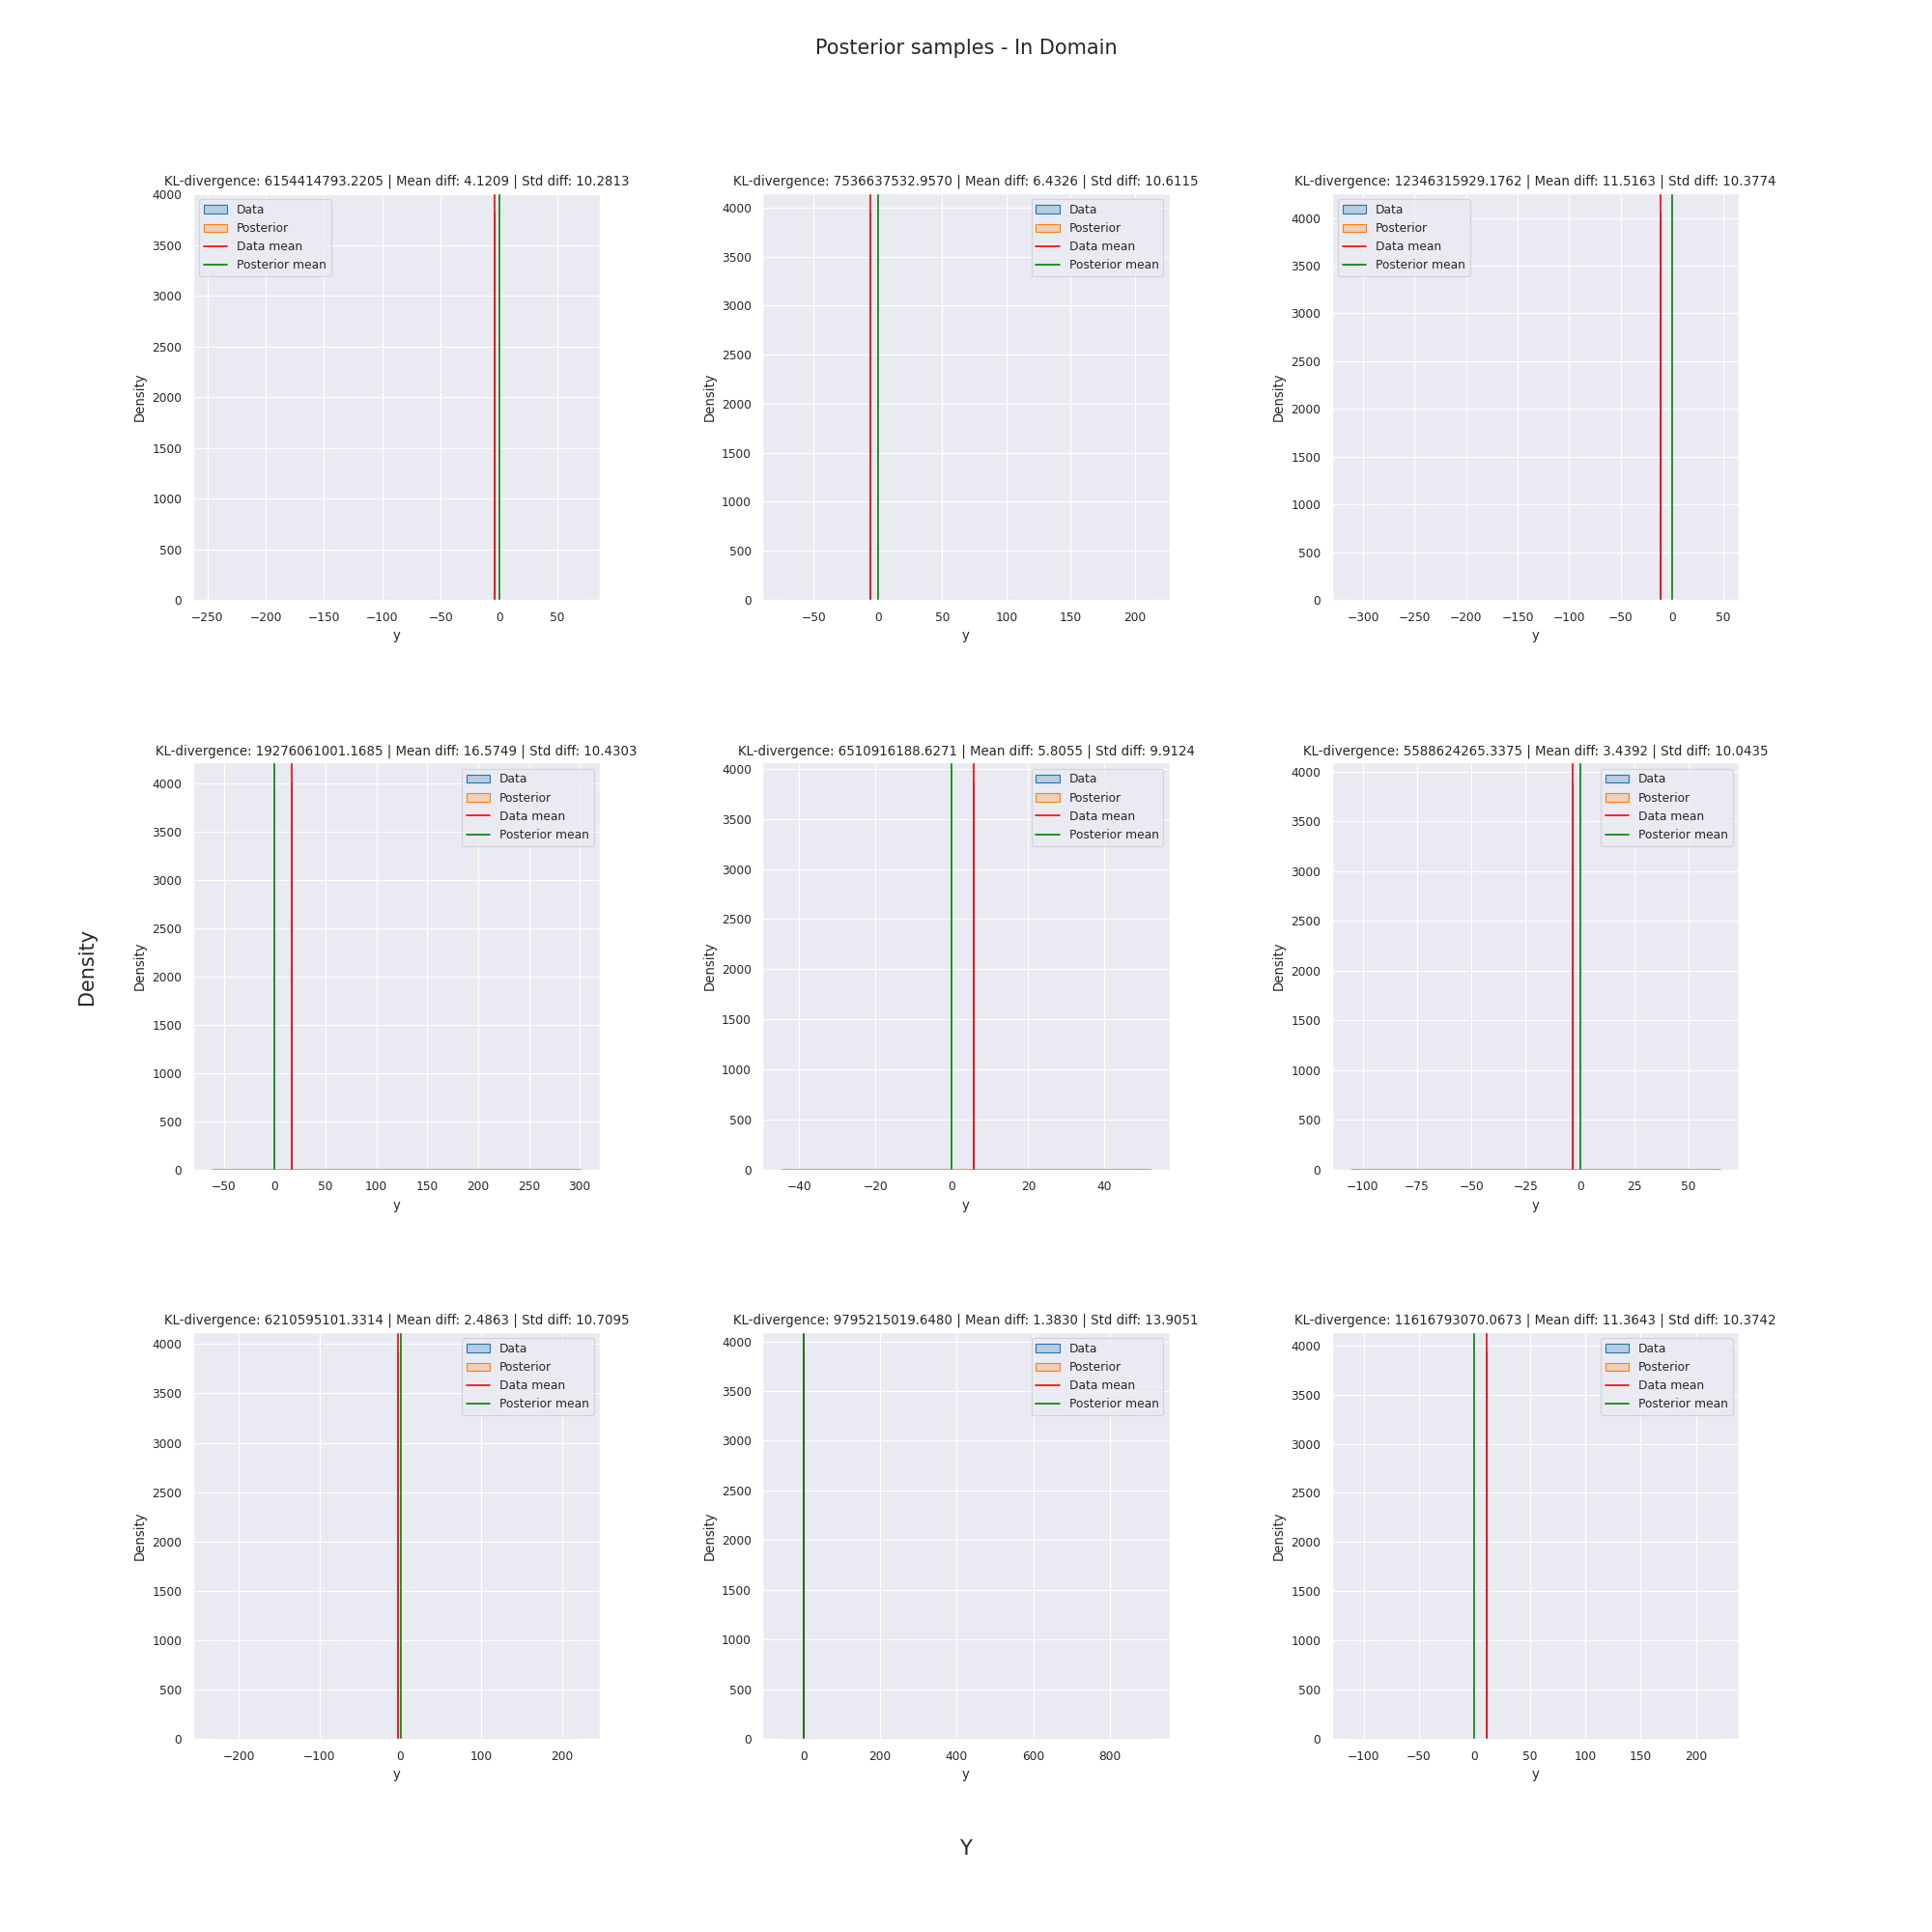 Posterior samples - In Domain
KL-divergence: 6154414793.2205 | Mean diff: 4.1209 | Std diff: 10.2813
4000
3500
3000
2500
2000
1500
1000
500
0
Density
Data
Posterior
Data mean
Posterior mean
−250 −200 −150 −100 −50 0 50
y
KL-divergence: 7536637532.9570 | Mean diff: 6.4326 | Std diff: 10.6115
4000
3500
3000
2500
2000
1500
1000
500
0
Density
Data
Posterior
Data mean
Posterior mean
−50 0 50 100 150 200
y
KL-divergence: 12346315929.1762 | Mean diff: 11.5163 | Std diff: 10.3774
4000
3500
3000
2500
2000
1500
1000
500
0
Density
Data
Posterior
Data mean
Posterior mean
−300 −250 −200 −150 −100 −50 0 50
y
Density
KL-divergence: 19276061001.1685 | Mean diff: 16.5749 | Std diff: 10.4303
4000
3500
3000
2500
2000
1500
1000
500
0
Density
Data
Posterior
Data mean
Posterior mean
−50 0 50 100 150 200 250 300
y
KL-divergence: 6510916188.6271 | Mean diff: 5.8055 | Std diff: 9.9124
4000
3500
3000
2500
2000
1500
1000
500
0
Density
Data
Posterior
Data mean
Posterior mean
−40 −20 0 20 40
y
KL-divergence: 5588624265.3375 | Mean diff: 3.4392 | Std diff: 10.0435
4000
3500
3000
2500
2000
1500
1000
500
0
Density
Data
Posterior
Data mean
Posterior mean
−100 −75 −50 −25 0 25 50
y
KL-divergence: 6210595101.3314 | Mean diff: 2.4863 | Std diff: 10.7095
4000
3500
3000
2500
2000
1500
1000
500
0
Density
Data
Posterior
Data mean
Posterior mean
−200 −100 0 100 200
y
KL-divergence: 9795215019.6480 | Mean diff: 1.3830 | Std diff: 13.9051
4000
3500
3000
2500
2000
1500
1000
500
0
Density
Data
Posterior
Data mean
Posterior mean
0 200 400 600 800
y
KL-divergence: 11616793070.0673 | Mean diff: 11.3643 | Std diff: 10.3742
4000
3500
3000
2500
2000
1500
1000
500
0
Density
Data
Posterior
Data mean
Posterior mean
−100 −50 0 50 100 150 200
y
Y